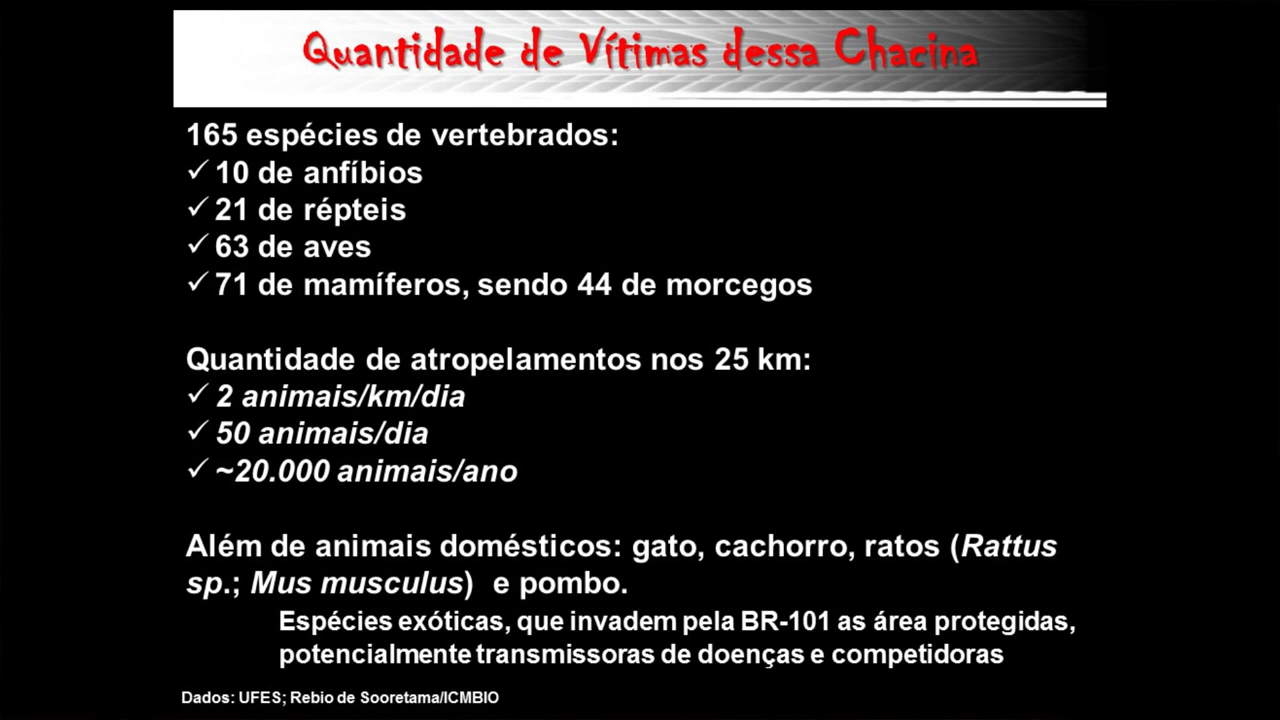 Quantidade de Vítimas dessa Chacina
165 espécies de vertebrados:
✓ 10 de anfíbios
✓ 21 de répteis
✓ 63 de aves
✓ 71 de mamíferos, sendo 44 de morcegos
Quantidade de atropelamentos nos 25 km:
✓ 2 animais/km/dia
✓ 50 animais/dia
✓ ~20.000 animais/ano
Além de animais domésticos: gato, cachorro, ratos (Rattus
sp.; Mus musculus) e pombo.
Espécies exóticas, que invadem pela BR-101 as área protegidas,
potencialmente transmissoras de doenças e competidoras
Dados: UFES; Rebio de Sooretama/ICMBIO